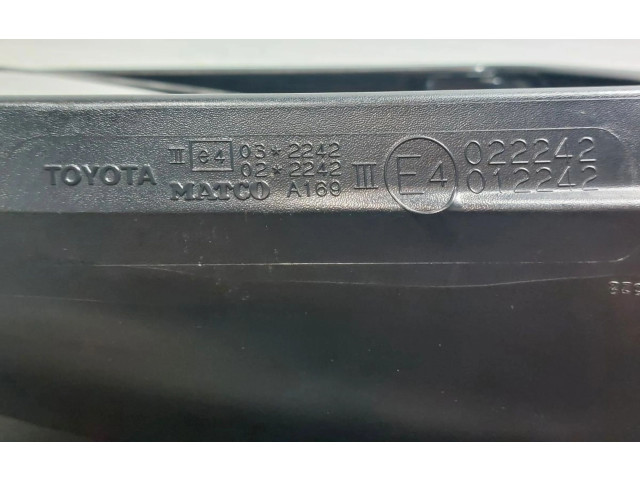 TOYOTA III e4 03*2242
02*2242
MATCO A169
III E4 022242
012242